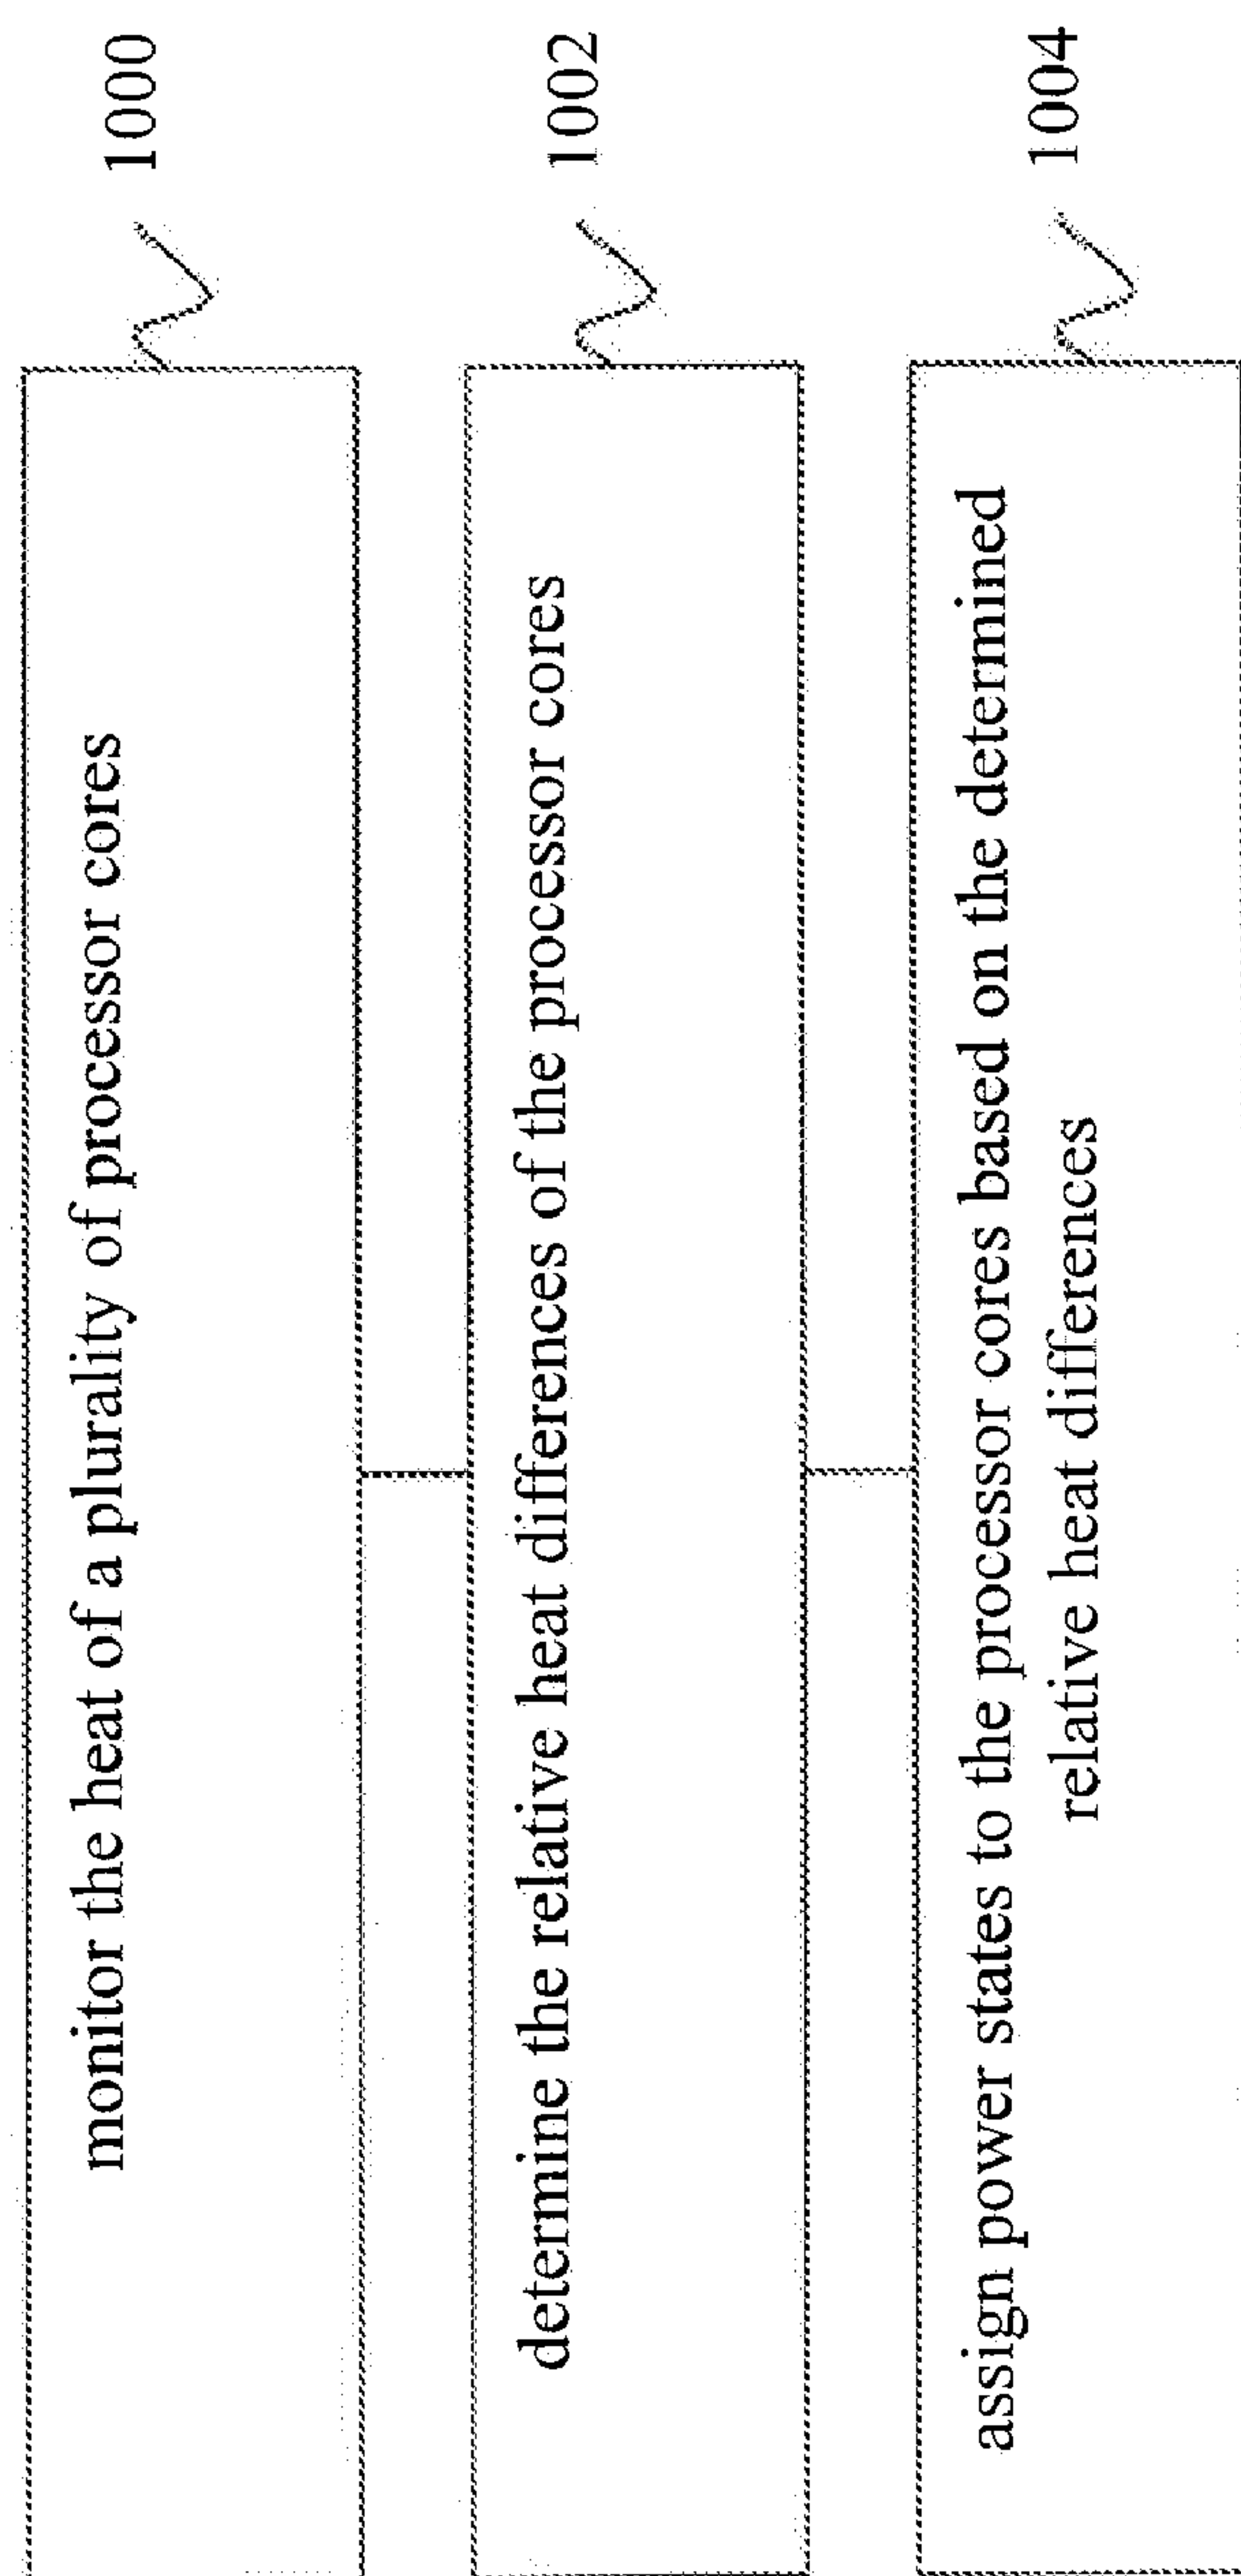 monitor the heat of a plurality of processor cores
1000
determine the relative heat differences of the processor cores
1002
assign power states to the processor cores based on the determined
relative heat differences
1004